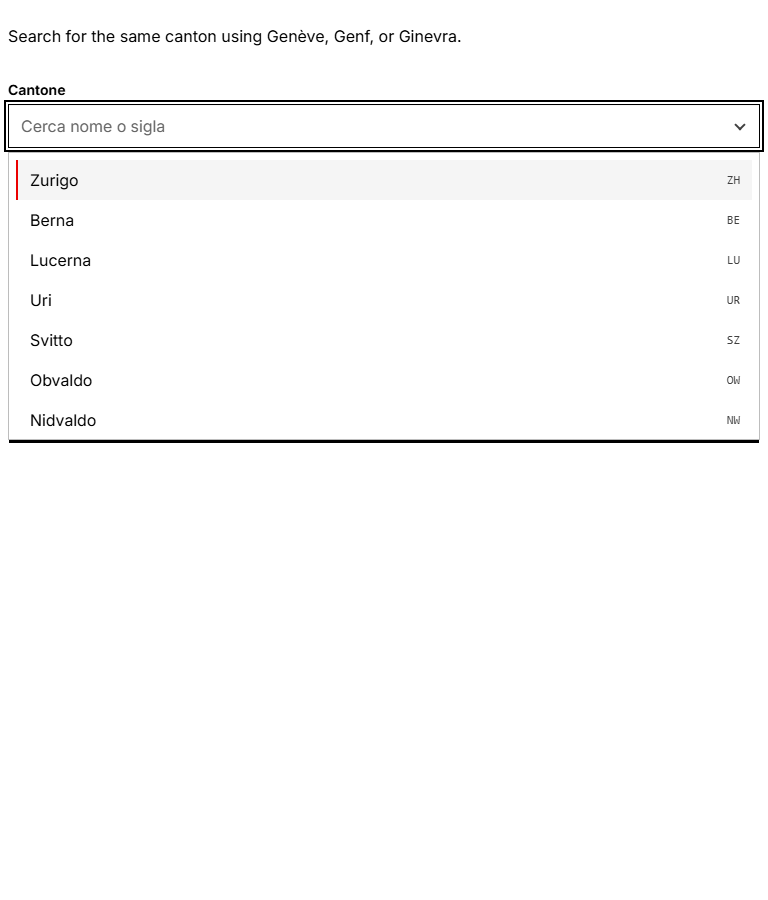 Search for the same canton using Genève, Genf, or Ginevra.
Cantone
Cerca nome o sigla
Zurigo ZH
Berna BE
Lucerna LU
Uri UR
Svitto SZ
Obvaldo OW
Nidvaldo NW